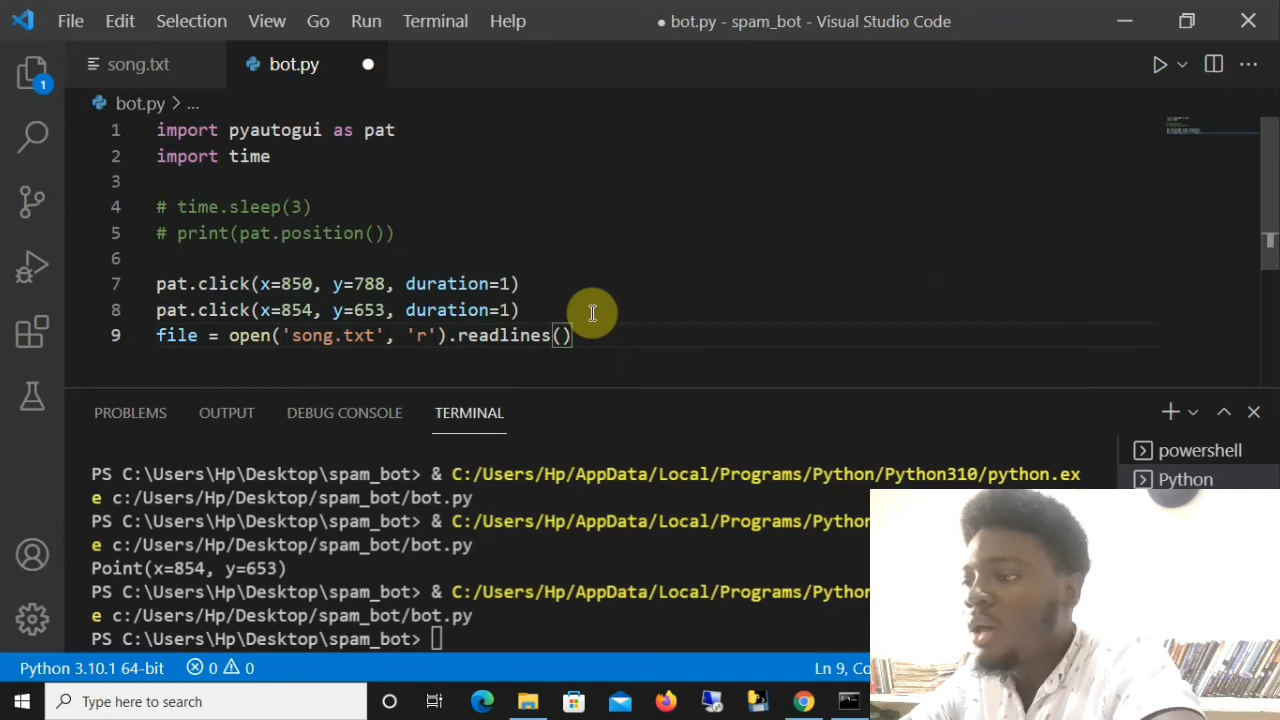 File Edit Selection View Go Run Terminal Help ● bot.py - spam_bot - Visual Studio Code
song.txt bot.py
1
bot.py > ...
1 import pyautogui as pat
2 import time
3
4 # time.sleep(3)
5 # print(pat.position())
6
7 pat.click(x=850, y=788, duration=1)
8 pat.click(x=854, y=653, duration=1)
9 file = open('song.txt', 'r').readlines()
PROBLEMS OUTPUT DEBUG CONSOLE TERMINAL
powershell
Python
PS C:\Users\Hp\Desktop\spam_bot> & C:/Users/Hp/AppData/Local/Programs/Python/Python310/python.ex
e c:/Users/Hp/Desktop/spam_bot/bot.py
PS C:\Users\Hp\Desktop\spam_bot> & C:/Users/Hp/AppData/Local/Programs/Python
e c:/Users/Hp/Desktop/spam_bot/bot.py
Point(x=854, y=653)
PS C:\Users\Hp\Desktop\spam_bot> & C:/Users/Hp/AppData/Local/Programs/Python
e c:/Users/Hp/Desktop/spam_bot/bot.py
PS C:\Users\Hp\Desktop\spam_bot>
Python 3.10.1 64-bit 0 0 Ln 9,
Type here to search